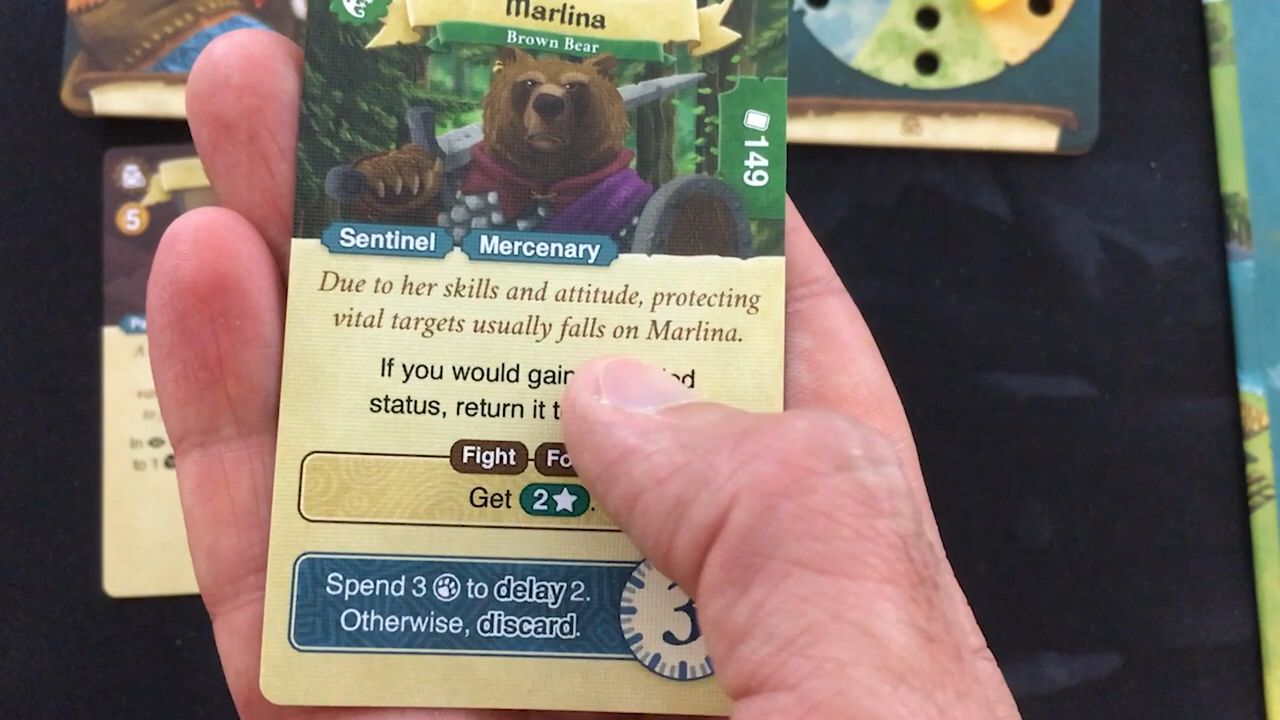 Marlina
Brown Bear
149
Sentinel Mercenary
Due to her skills and attitude, protecting
vital targets usually falls on Marlina.
If you would gain
status, return it
Fight
Get 2★.
Spend 3 to delay 2.
Otherwise, discard.
3
5